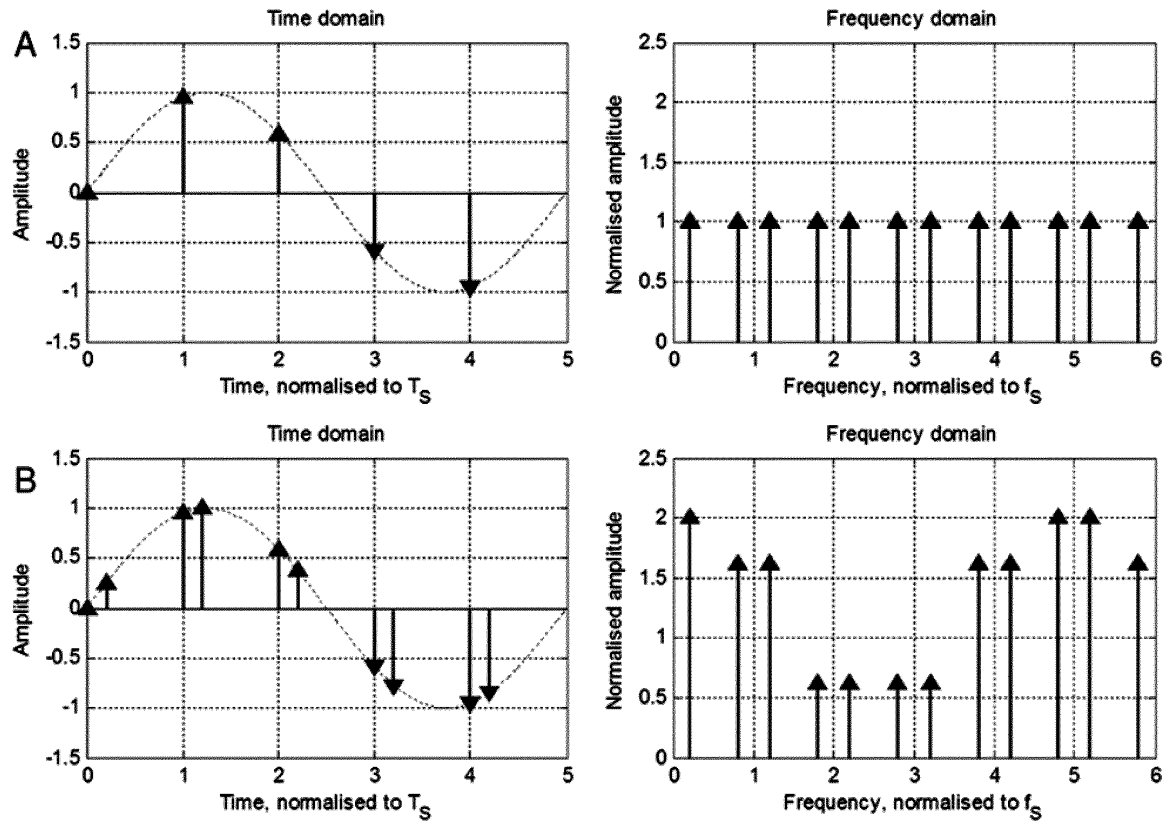 A
Time domain
1.5
1
0.5
0
-0.5
-1
-1.5
Amplitude
0 1 2 3 4 5
Time, normalised to T_S
Frequency domain
2.5
2
1.5
1
0.5
0
Normalised amplitude
0 1 2 3 4 5 6
Frequency, normalised to f_S
B
Time domain
1.5
1
0.5
0
-0.5
-1
-1.5
Amplitude
0 1 2 3 4 5
Time, normalised to T_S
Frequency domain
2.5
2
1.5
1
0.5
0
Normalised amplitude
0 1 2 3 4 5 6
Frequency, normalised to f_S